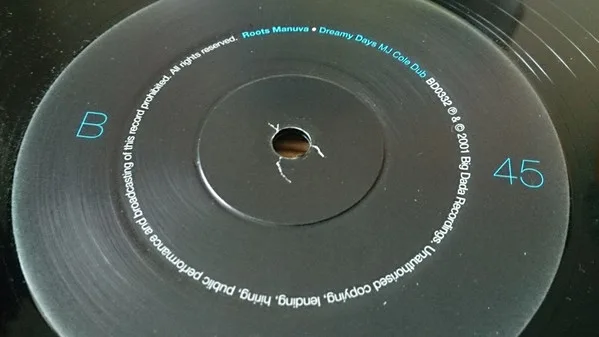 Roots Manuva • Dreamy Days MJ Cole Dub BD0332 ℗ & © 2001 Big Dada Recordings. Unauthorised copying, lending, hiring, public performance and broadcasting of this record prohibited. All rights reserved.
B
45